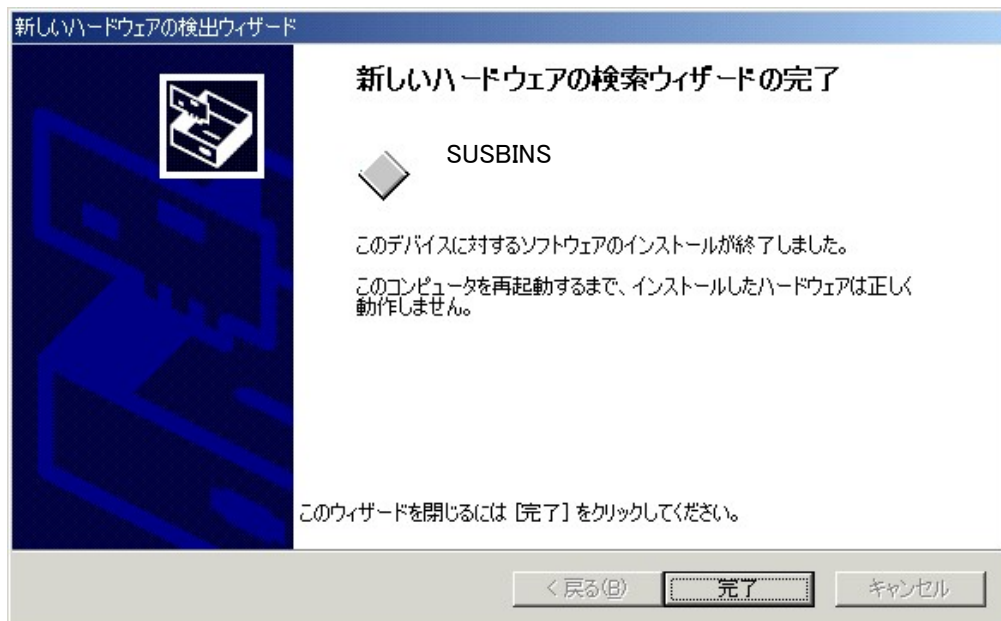 新しいハードウェアの検出ウィザード
新しいハードウェアの検索ウィザードの完了
SUSBINS
このデバイスに対するソフトウェアのインストールが終了しました。
このコンピュータを再起動するまで、インストールしたハードウェアは正しく
動作しません。
このウィザードを閉じるには [完了] をクリックしてください。
< 戻る(B)
完了
キャンセル